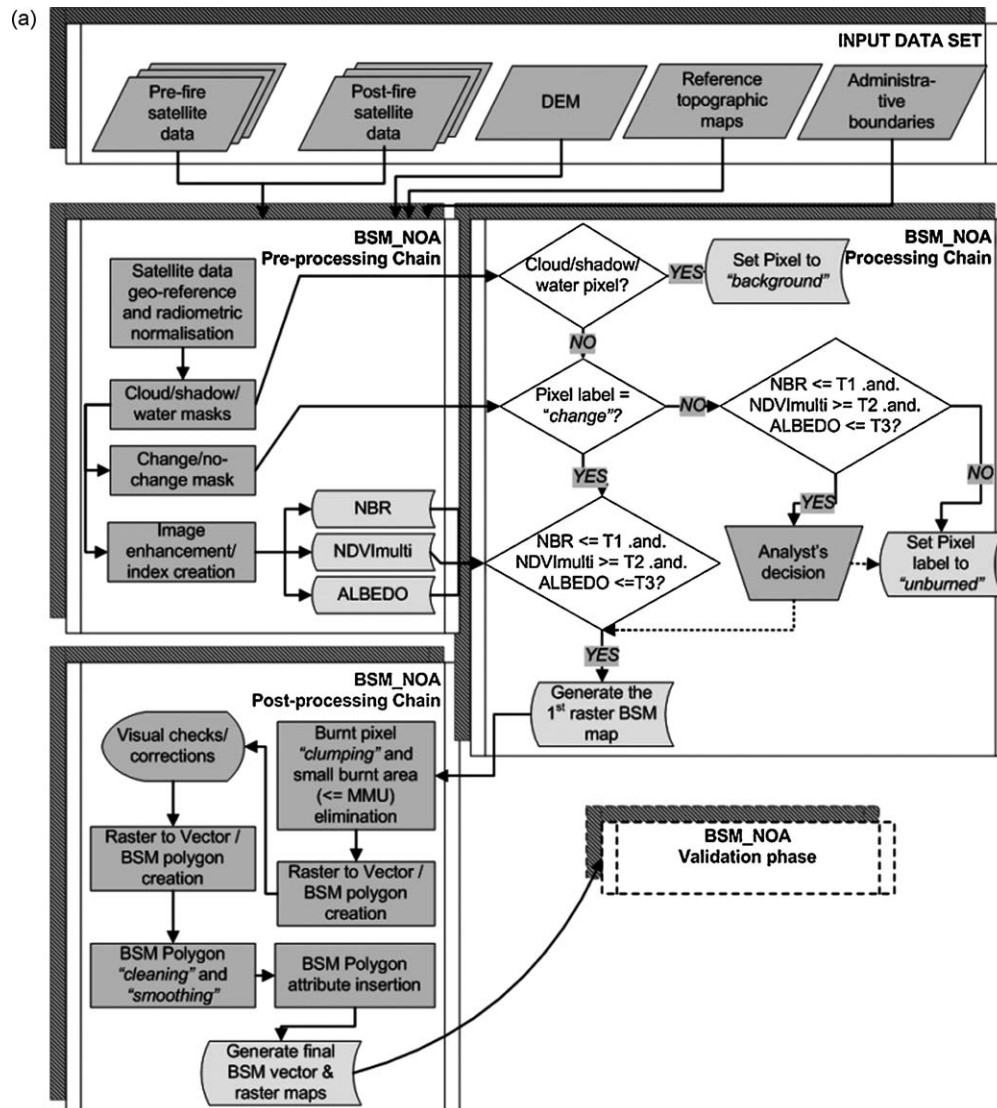 (a)
INPUT DATA SET
Pre-fire
satellite
data
Post-fire
satellite
data
DEM
Reference
topographic
maps
Administra-
tive
boundaries
BSM_NOA
Pre-processing Chain
Satellite data
geo-reference
and radiometric
normalisation
Cloud/shadow/
water masks
Change/no-
change mask
Image
enhancement/
index creation
NBR
NDVImulti
ALBEDO
BSM_NOA
Processing Chain
Cloud/shadow/
water pixel?
YES
Set Pixel to
"background"
NO
Pixel label =
"change"?
NO
NBR <= T1 .and.
NDVImulti >= T2 .and.
ALBEDO <= T3?
NO
YES
YES
NBR <= T1 .and.
NDVImulti >= T2 .and.
ALBEDO <=T3?
Analyst's
decision
Set Pixel
label to
"unburned"
YES
Generate the
1st raster BSM
map
BSM_NOA
Post-processing Chain
Visual checks/
corrections
Burnt pixel
"clumping" and
small burnt area
(<= MMU)
elimination
Raster to Vector /
BSM polygon
creation
Raster to Vector /
BSM polygon
creation
BSM Polygon
"cleaning" and
"smoothing"
BSM Polygon
attribute insertion
Generate final
BSM vector &
raster maps
BSM_NOA
Validation phase